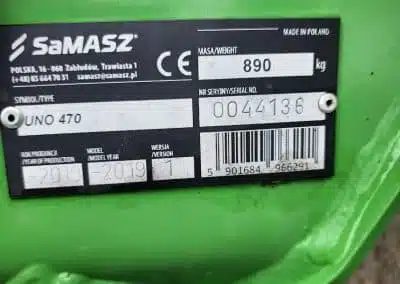 SaMASZ
MADE IN POLAND
POLSKA, 16 - 060 Zabłudów, Trawiasta 1
(+48) 85 664 70 31 samasz@samasz.pl
CE
MASA/WEIGHT
890 kg
SYMBOL/TYPE
UNO 470
NR SERYJNY/SERIAL NO.
0044136
ROK PRODUKCJI
/YEAR OF PRODUCTION
MODEL
/MODEL YEAR
-2019
WERSJA
/VERSION
1
5 901684 966291